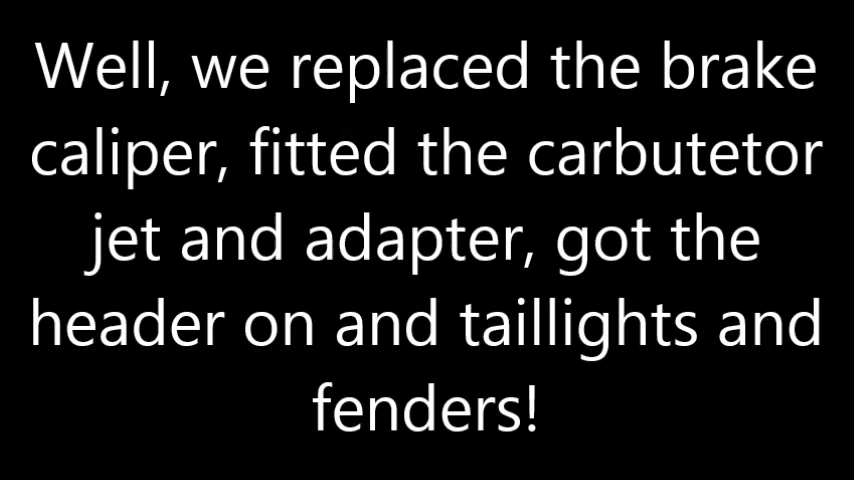 Well, we replaced the brake
caliper, fitted the carbutetor
jet and adapter, got the
header on and taillights and
fenders!